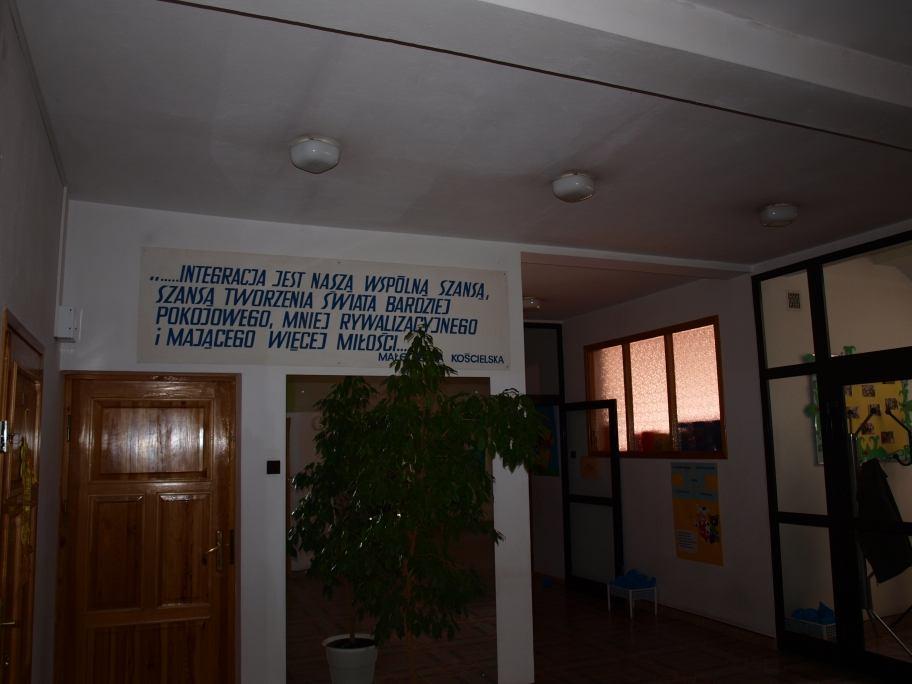 „.....INTEGRACJA JEST NASZĄ WSPÓLNĄ SZANSĄ,
SZANSĄ TWORZENIA ŚWIATA BARDZIEJ
POKOJOWEGO, MNIEJ RYWALIZACYJNEGO
i MAJĄCEGO WIĘCEJ MIŁOŚCI...
KOŚCIELSKA